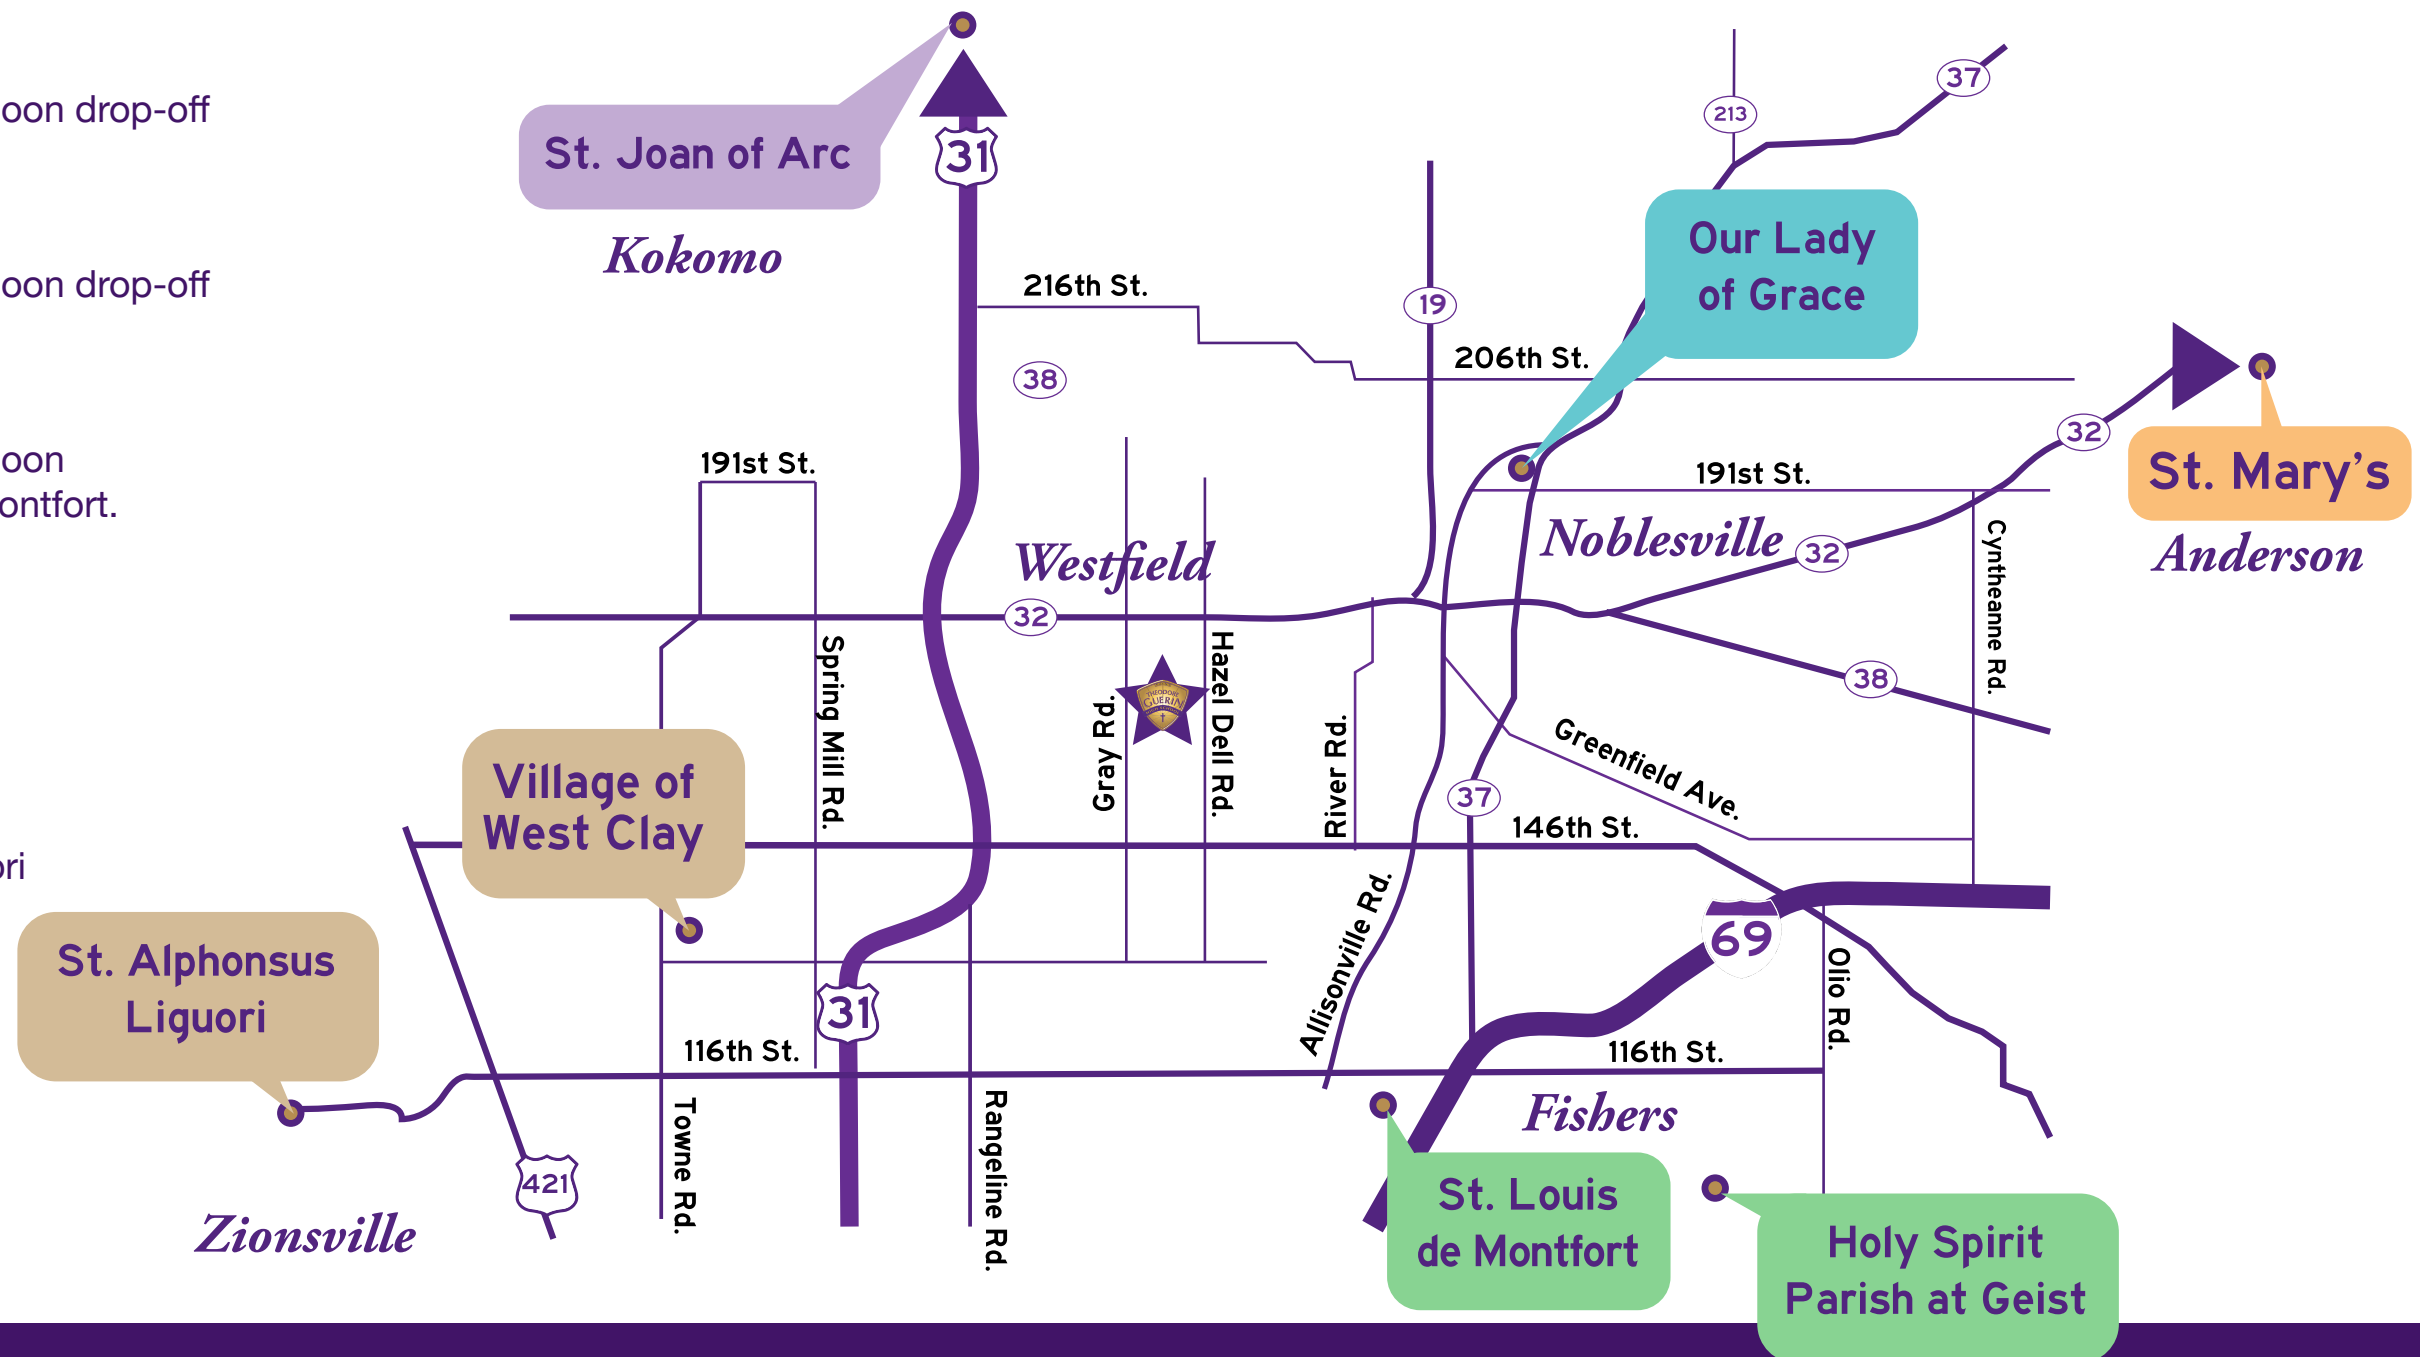 oon drop-off
oon drop-off
oon
ontfort.
ori
St. Joan of Arc
Kokomo
31
213
37
Our Lady
of Grace
216th St.
19
206th St.
38
32
St. Mary's
Anderson
191st St.
191st St.
Westfield
Noblesville
32
Cyntheanne Rd.
32
Spring Mill Rd.
Gray Rd.
THEODORE
GUERIN
Hazel Dell Rd.
River Rd.
38
Greenfield Ave.
Village of
West Clay
37
146th St.
Allisonville Rd.
69
Olio Rd.
St. Alphonsus
Liguori
31
116th St.
116th St.
Towne Rd.
Rangeline Rd.
Fishers
421
Zionsville
St. Louis
de Montfort
Holy Spirit
Parish at Geist